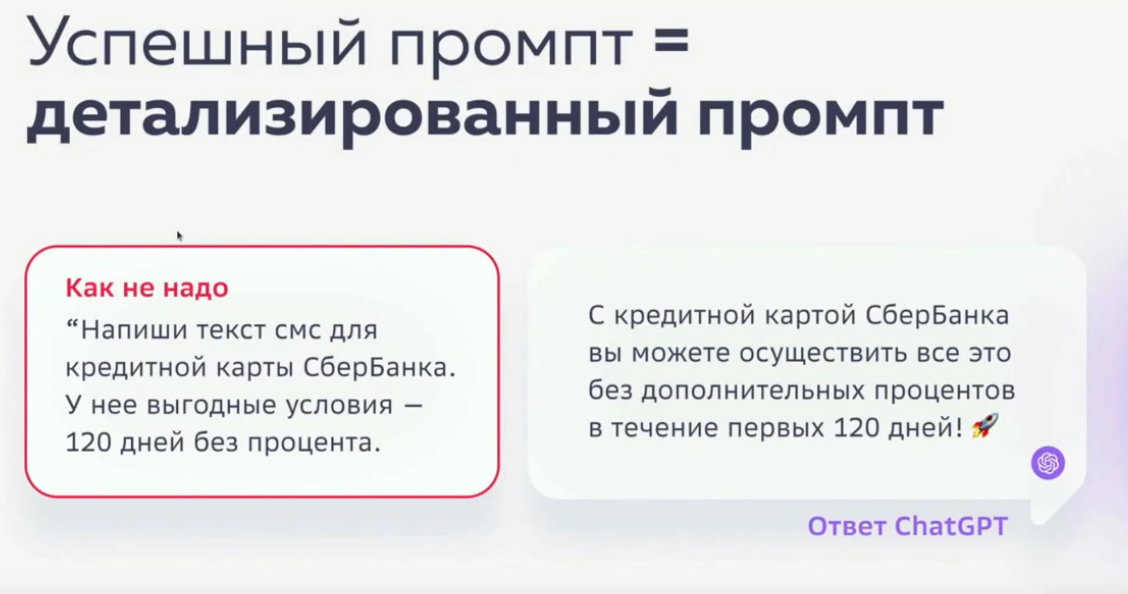 Успешный промпт =
детализированный промпт
Как не надо
“Напиши текст смс для
кредитной карты СберБанка.
У нее выгодные условия —
120 дней без процента.
С кредитной картой СберБанка
вы можете осуществить все это
без дополнительных процентов
в течение первых 120 дней! 🚀
Ответ ChatGPT